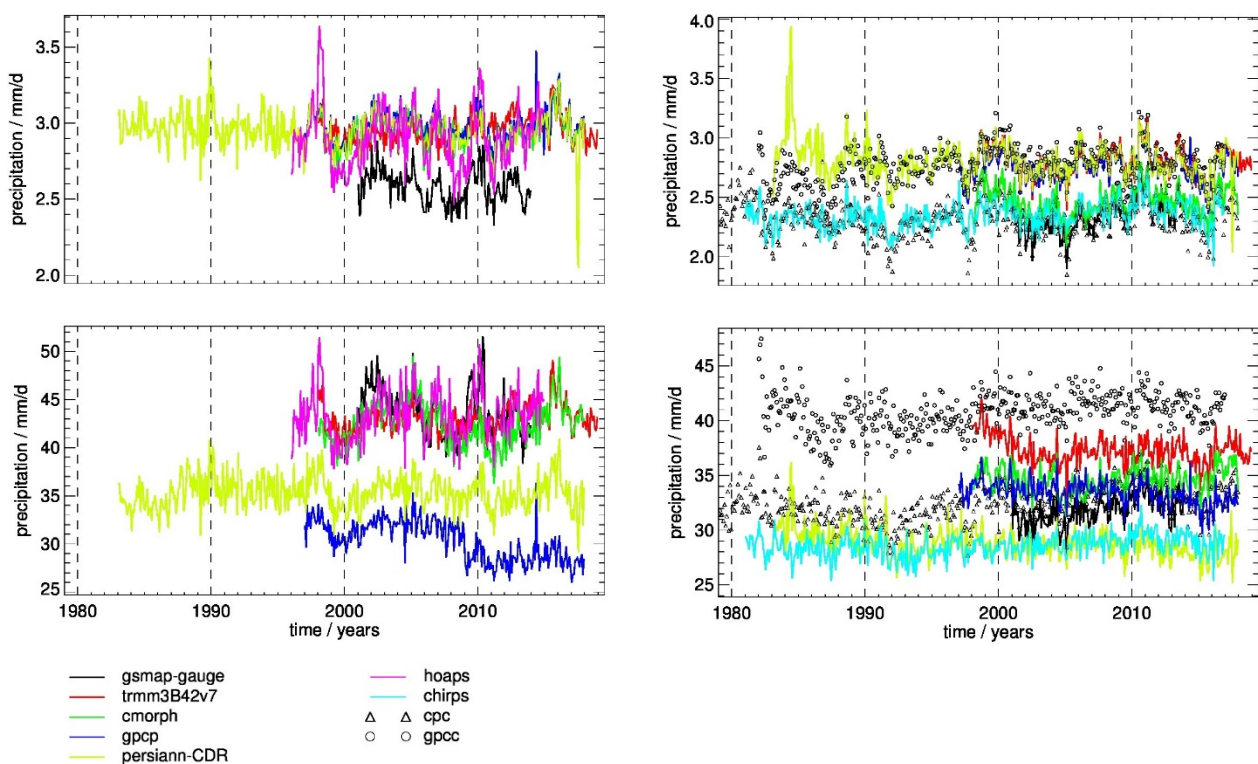 precipitation / mm/d
3.5
3.0
2.5
2.0
precipitation / mm/d
4.0
3.5
3.0
2.5
2.0
precipitation / mm/d
50
45
40
35
30
25
1980 1990 2000 2010
time / years
precipitation / mm/d
45
40
35
30
25
1980 1990 2000 2010
time / years
gsmap-gauge
trmm3B42v7
cmorph
gpcp
persiann-CDR
hoaps
chirps
cpc
gpcc